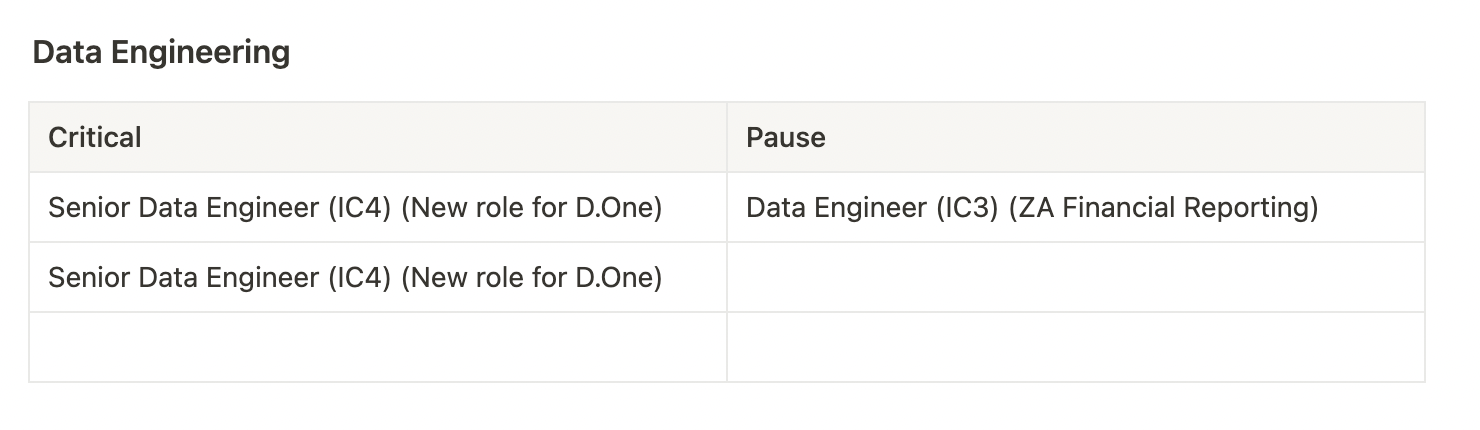 Data Engineering
Critical
Pause
Senior Data Engineer (IC4) (New role for D.One)
Data Engineer (IC3) (ZA Financial Reporting)
Senior Data Engineer (IC4) (New role for D.One)